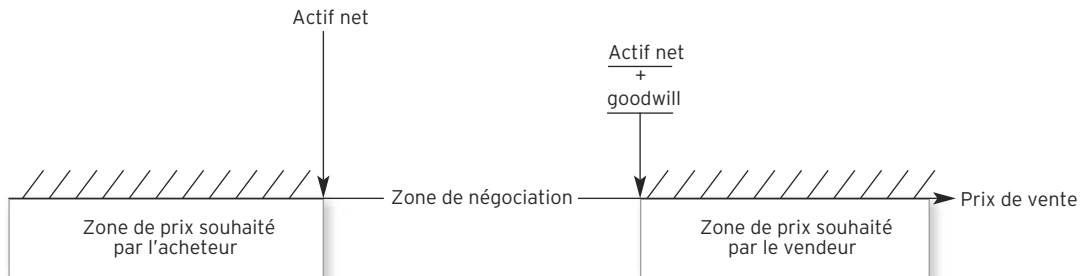 Actif net
Actif net
+
goodwill
Zone de négociation
Prix de vente
Zone de prix souhaité
par l'acheteur
Zone de prix souhaité
par le vendeur